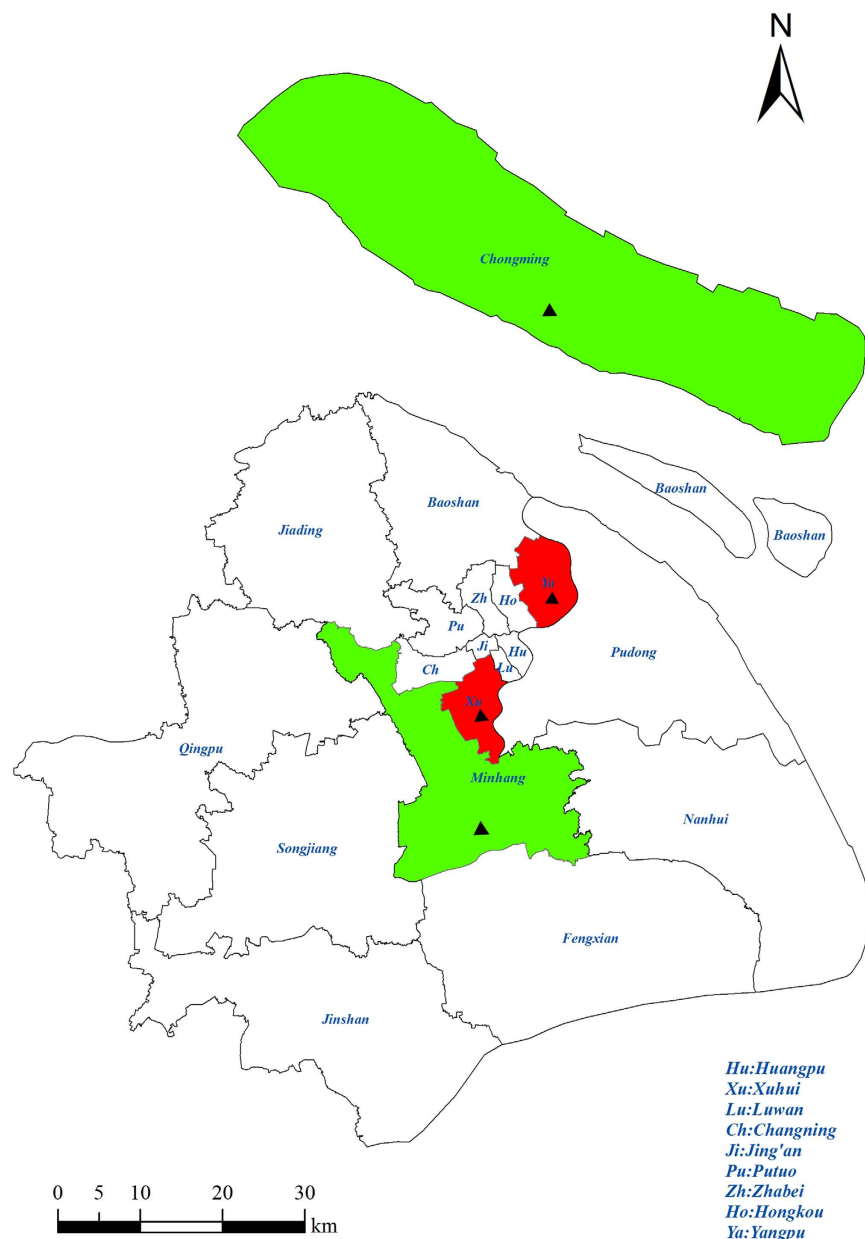 N
Chongming
Baoshan
Baoshan
Jiading
Baoshan
Ya
Zh
Ho
Pu
Ji
Hu
Pudong
Ch
Lu
Xu
Qingpu
Minhang
Nanhui
Songjiang
Fengxian
Jinshan
Hu:Huangpu
Xu:Xuhui
Lu:Luwan
Ch:Changning
Ji:Jing'an
Pu:Putuo
Zh:Zhabei
Ho:Hongkou
Ya:Yangpu
0 5 10 20 30
km